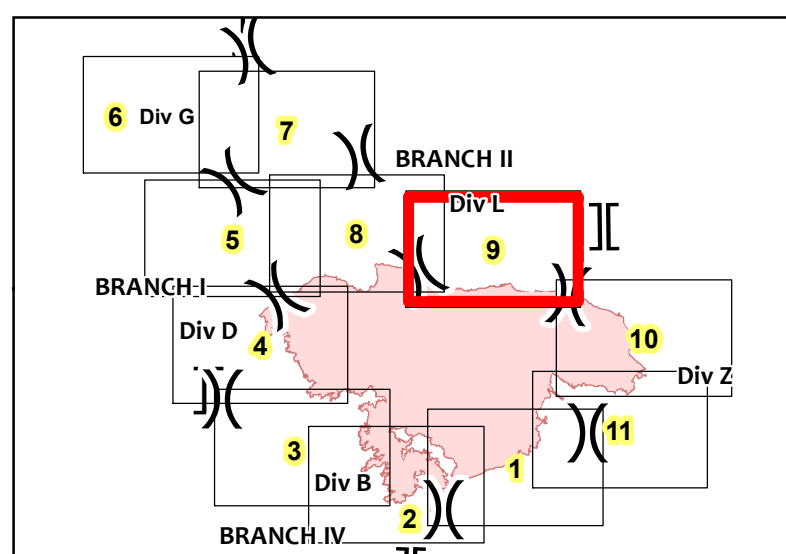 6
Div G
7
BRANCH II
Div L
5
8
9
BRANCH I
Div D
4
10
Div Z
3
11
1
Div B
2
BRANCH IV